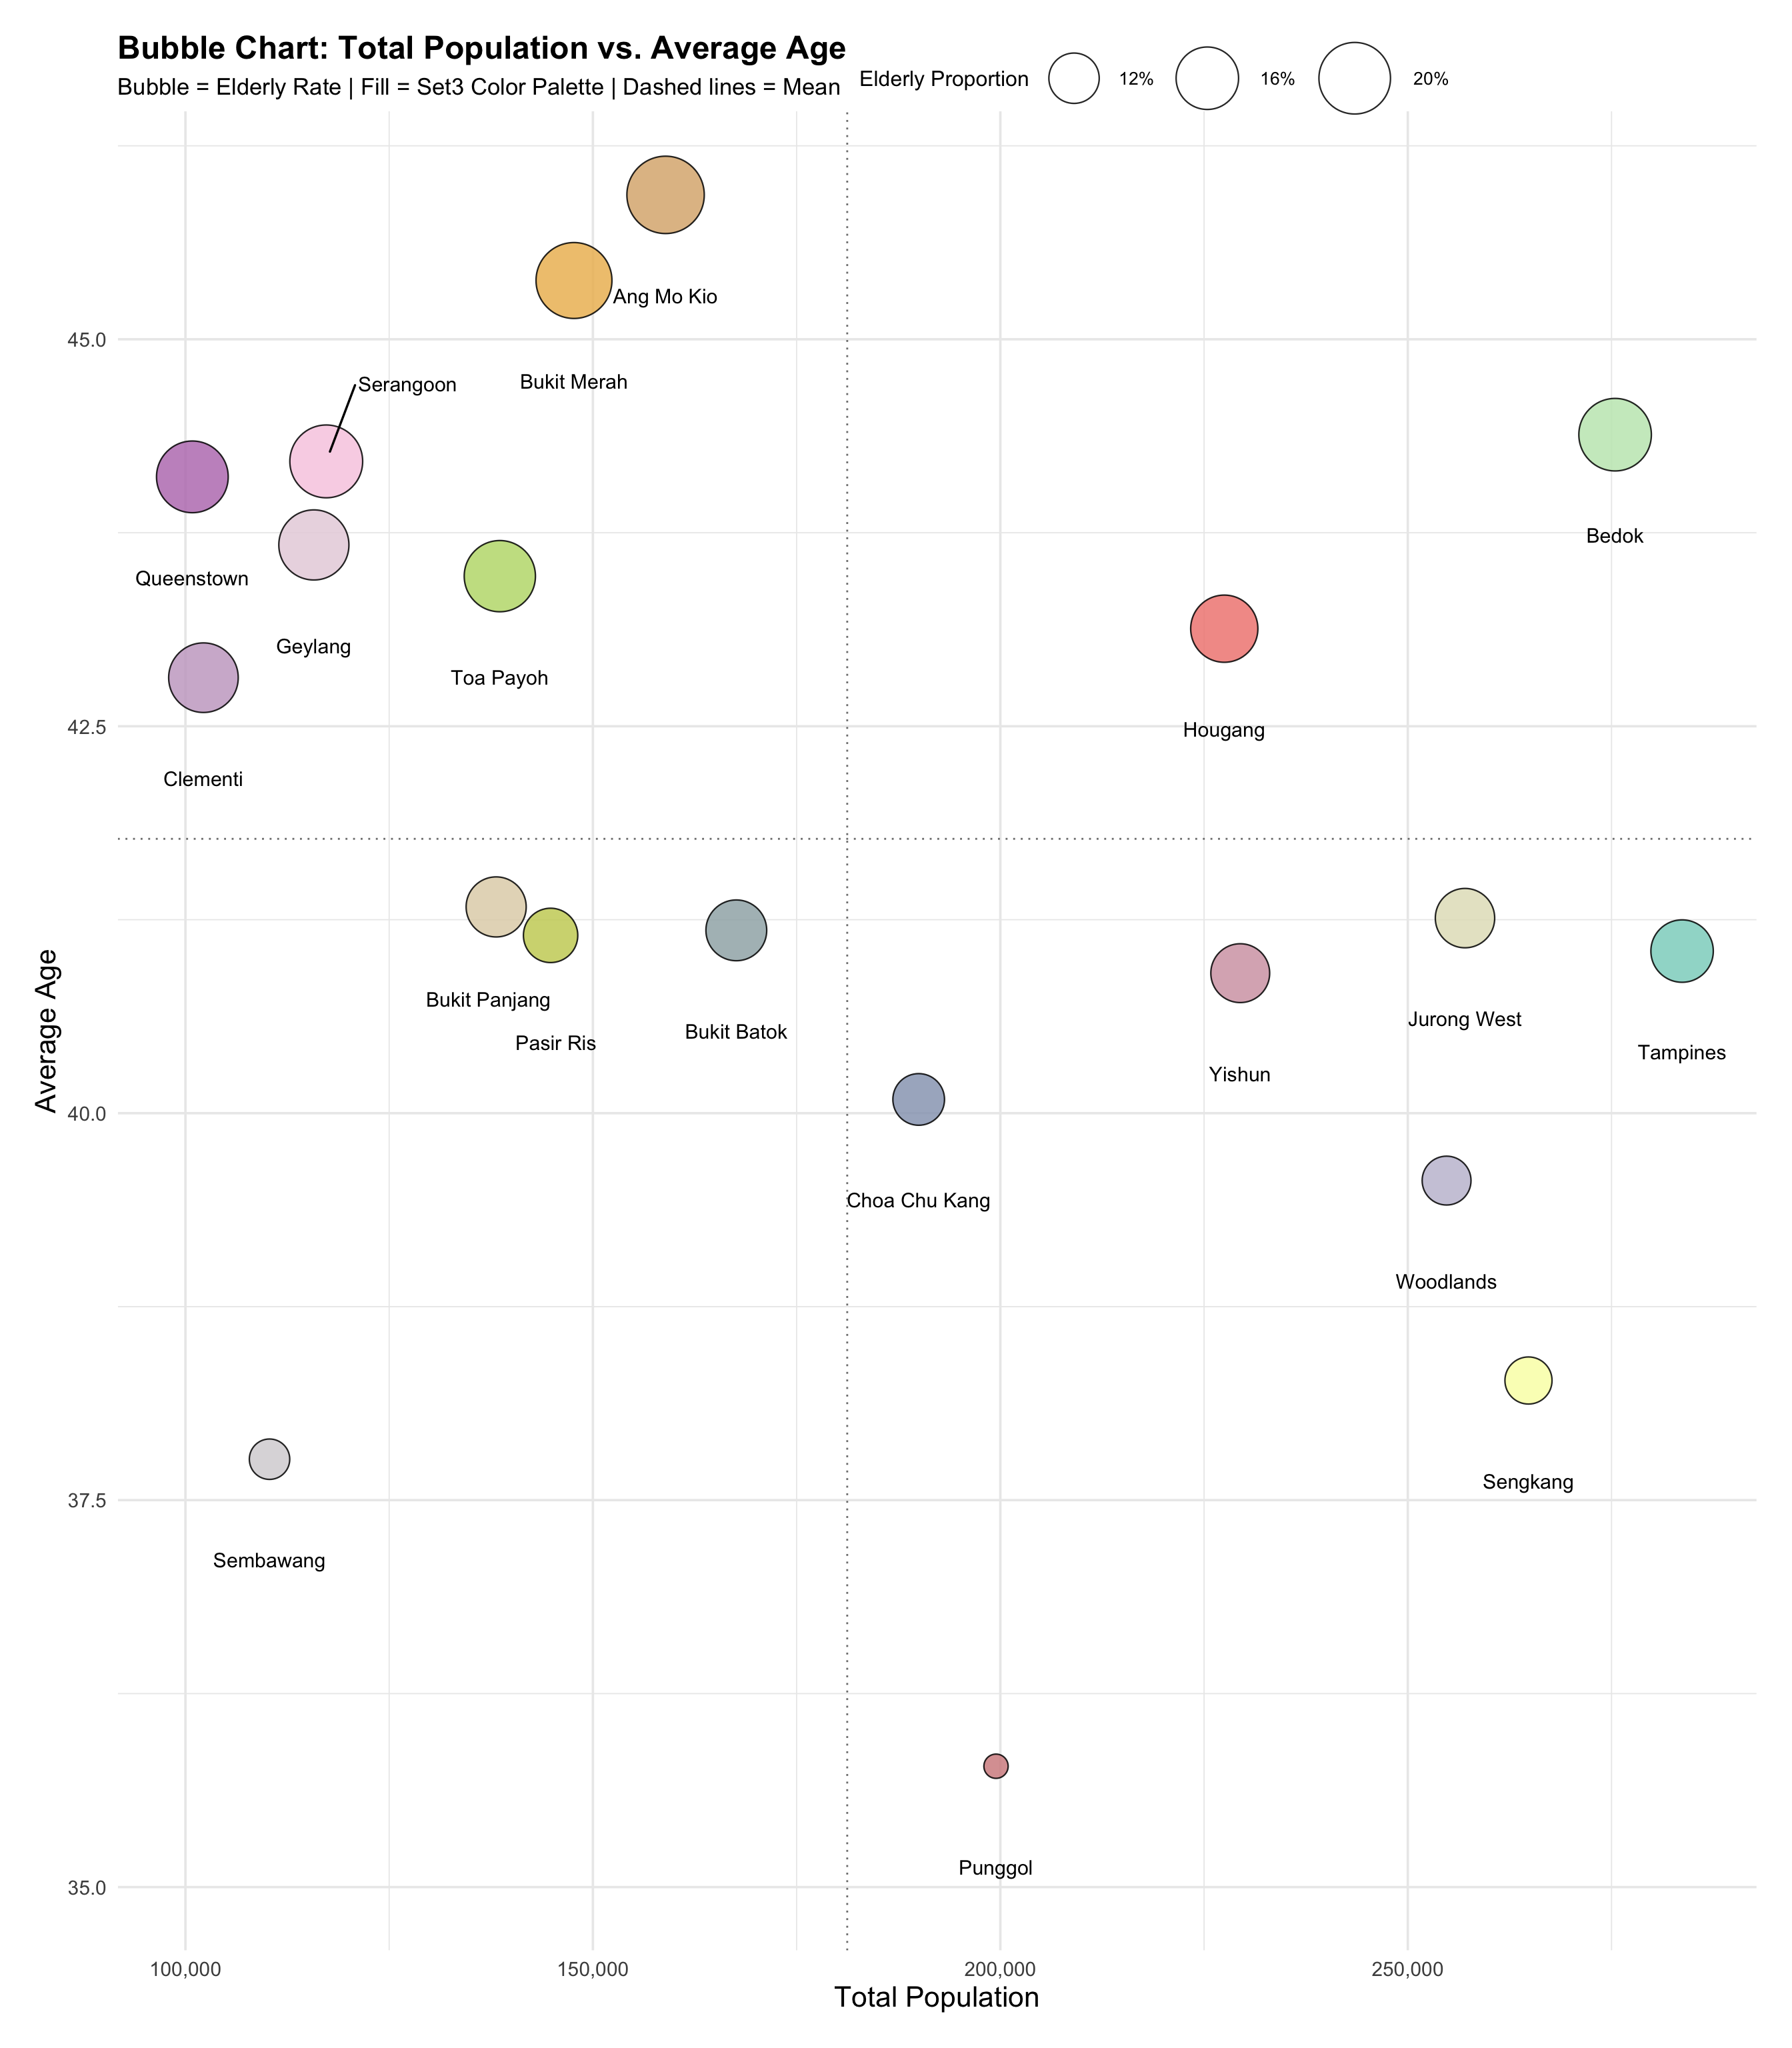 Bubble Chart: Total Population vs. Average Age
Bubble = Elderly Rate | Fill = Set3 Color Palette | Dashed lines = Mean
Elderly Proportion 12% 16% 20%
Ang Mo Kio
45.0
Bukit Merah
Serangoon
Bedok
Queenstown
Geylang
Toa Payoh
42.5
Hougang
Clementi
Bukit Panjang
Jurong West
Bukit Batok
Pasir Ris
Tampines
Yishun
Average Age
40.0
Choa Chu Kang
Woodlands
Sengkang
37.5
Sembawang
Punggol
35.0
100,000 150,000 200,000 250,000
Total Population